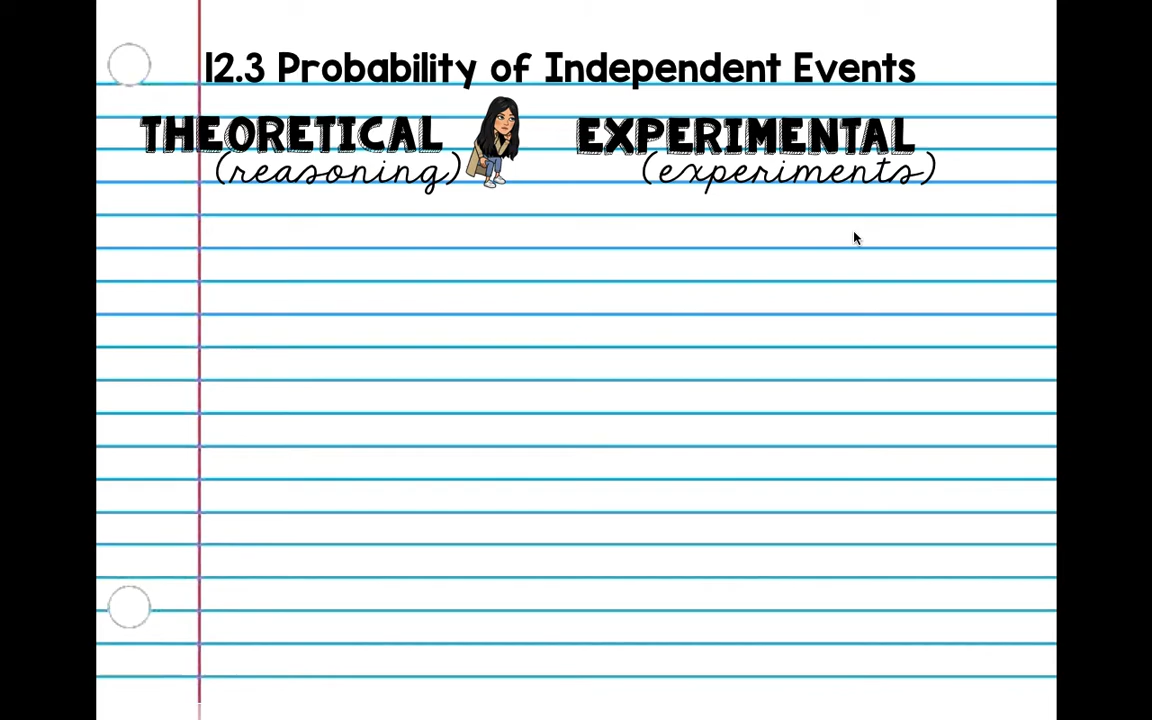 12.3 Probability of Independent Events
THEORETICAL EXPERIMENTAL
(reasoning) (experiments)